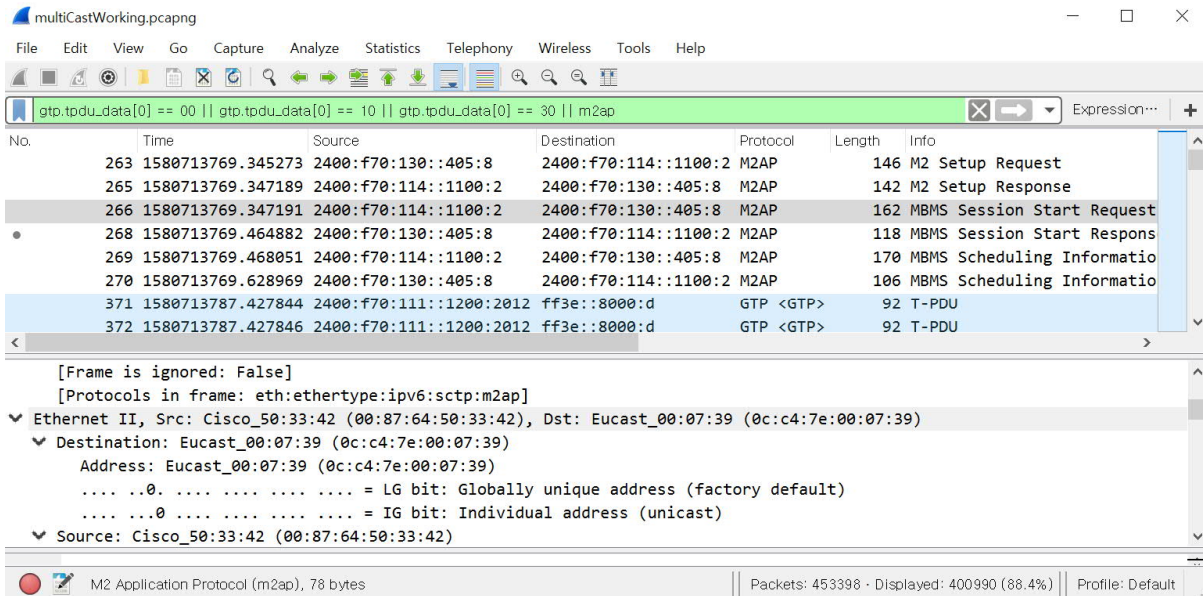 multiCastWorking.pcapng
File Edit View Go Capture Analyze Statistics Telephony Wireless Tools Help
gtp.tpdu_data[0] == 00 || gtp.tpdu_data[0] == 10 || gtp.tpdu_data[0] == 30 || m2ap Expression… +
No. Time Source Destination Protocol Length Info
263 1580713769.345273 2400:f70:130::405:8 2400:f70:114::1100:2 M2AP 146 M2 Setup Request
265 1580713769.347189 2400:f70:114::1100:2 2400:f70:130::405:8 M2AP 142 M2 Setup Response
266 1580713769.347191 2400:f70:114::1100:2 2400:f70:130::405:8 M2AP 162 MBMS Session Start Request
268 1580713769.464882 2400:f70:130::405:8 2400:f70:114::1100:2 M2AP 118 MBMS Session Start Respons
269 1580713769.468051 2400:f70:114::1100:2 2400:f70:130::405:8 M2AP 170 MBMS Scheduling Informatio
270 1580713769.628969 2400:f70:130::405:8 2400:f70:114::1100:2 M2AP 106 MBMS Scheduling Informatio
371 1580713787.427844 2400:f70:111::1200:2012 ff3e::8000:d GTP <GTP> 92 T-PDU
372 1580713787.427846 2400:f70:111::1200:2012 ff3e::8000:d GTP <GTP> 92 T-PDU
[Frame is ignored: False]
[Protocols in frame: eth:ethertype:ipv6:sctp:m2ap]
Ethernet II, Src: Cisco_50:33:42 (00:87:64:50:33:42), Dst: Eucast_00:07:39 (0c:c4:7e:00:07:39)
Destination: Eucast_00:07:39 (0c:c4:7e:00:07:39)
Address: Eucast_00:07:39 (0c:c4:7e:00:07:39)
.... ..0. .... .... .... .... = LG bit: Globally unique address (factory default)
.... ...0 .... .... .... .... = IG bit: Individual address (unicast)
Source: Cisco_50:33:42 (00:87:64:50:33:42)
M2 Application Protocol (m2ap), 78 bytes Packets: 453398 · Displayed: 400990 (88.4%) Profile: Default